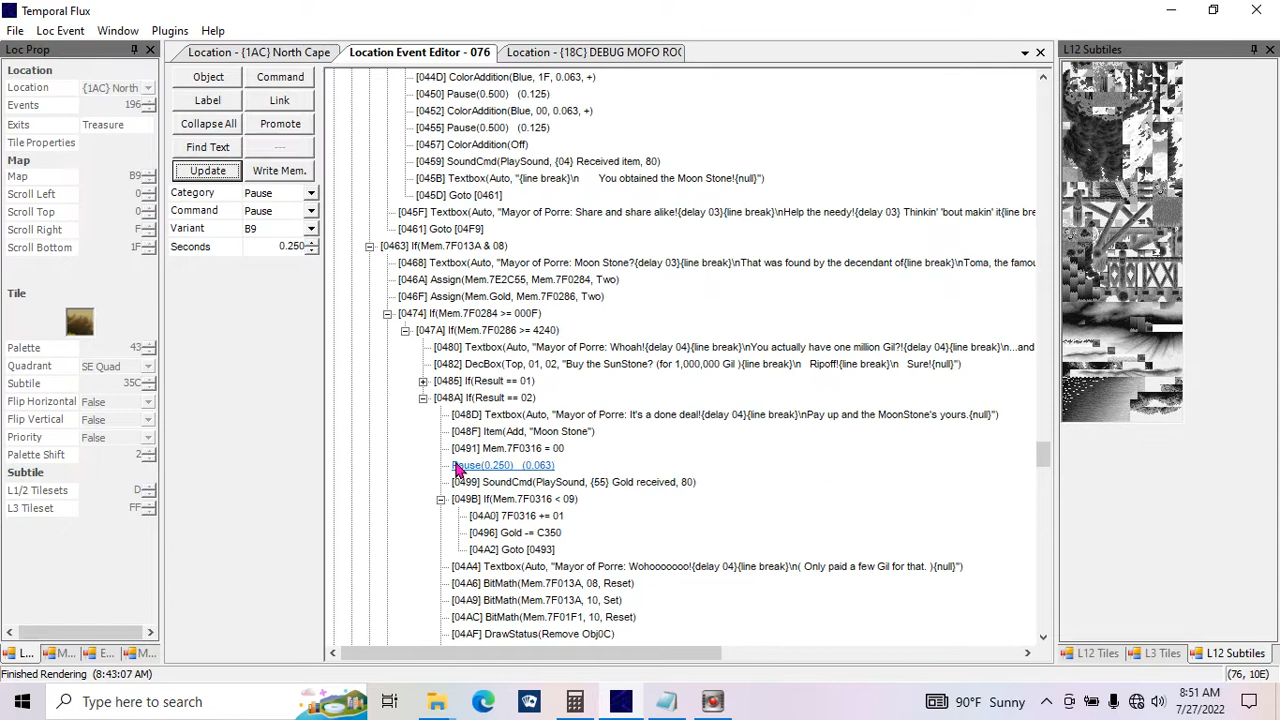 Temporal Flux
File Loc Event Window Plugins Help
Loc Prop
Location - {1AC} North Cape
Location Event Editor - 076
Location - {18C} DEBUG MOFO ROC
L12 Subtiles
Location
Location {1AC} North
Events 196
Exits Treasure
Tile Properties
Map
Map B9
Scroll Left 0
Scroll Top 0
Scroll Right F
Scroll Bottom 1F
Tile
Palette 43
Quadrant SE Quad
Subtile 35C
Flip Horizontal False
Flip Vertical False
Priority False
Palette Shift 2
Subtile
L1/2 Tilesets D
L3 Tileset FF
Object Command
Label Link
Collapse All Promote
Find Text ---
Update Write Mem.
Category Pause
Command Pause
Variant B9
Seconds 0.250
[044D] ColorAddition(Blue, 1F, 0.063, +)
[0450] Pause(0.500) (0.125)
[0452] ColorAddition(Blue, 00, 0.063, +)
[0455] Pause(0.500) (0.125)
[0457] ColorAddition(Off)
[0459] SoundCmd(PlaySound, {04} Received item, 80)
[045B] Textbox(Auto, "{line break}\n You obtained the Moon Stone!{null}")
[045D] Goto [0461]
[045F] Textbox(Auto, "Mayor of Porre: Share and share alike!{delay 03}{line break}\nHelp the needy!{delay 03} Thinkin' 'bout makin' it{line bre
[0461] Goto [04F9]
[0463] If(Mem.7F013A & 08)
[0468] Textbox(Auto, "Mayor of Porre: Moon Stone?{delay 03}{line break}\nThat was found by the decendant of{line break}\nToma, the famou
[046A] Assign(Mem.7E2C55, Mem.7F0284, Two)
[046F] Assign(Mem.Gold, Mem.7F0286, Two)
[0474] If(Mem.7F0284 >= 000F)
[047A] If(Mem.7F0286 >= 4240)
[0480] Textbox(Auto, "Mayor of Porre: Whoah!{delay 04}{line break}\nYou actually have one million Gil?!{delay 04}{line break}\n...and
[0482] DecBox(Top, 01, 02, "Buy the SunStone? (for 1,000,000 Gil ){line break}\n Ripoff!{line break}\n Sure!{null}")
[0485] If(Result == 01)
[048A] If(Result == 02)
[048D] Textbox(Auto, "Mayor of Porre: It's a done deal!{delay 04}{line break}\nPay up and the MoonStone's yours.{null}")
[048F] Item(Add, "Moon Stone")
[0491] Mem.7F0316 = 00
Pause(0.250) (0.063)
[0499] SoundCmd(PlaySound, {55} Gold received, 80)
[049B] If(Mem.7F0316 < 09)
[04A0] 7F0316 += 01
[0496] Gold -= C350
[04A2] Goto [0493]
[04A4] Textbox(Auto, "Mayor of Porre: Wohooooooo!{delay 04}{line break}\n( Only paid a few Gil for that. ){null}")
[04A6] BitMath(Mem.7F013A, 08, Reset)
[04A9] BitMath(Mem.7F013A, 10, Set)
[04AC] BitMath(Mem.7F01F1, 10, Reset)
[04AF] DrawStatus(Remove Obj0C)
L... M... E... M...
L12 Tiles L3 Tiles L12 Subtiles
Finished Rendering (8:43:07 AM)
(76, 10E)
Type here to search
90°F Sunny
8:51 AM
7/27/2022